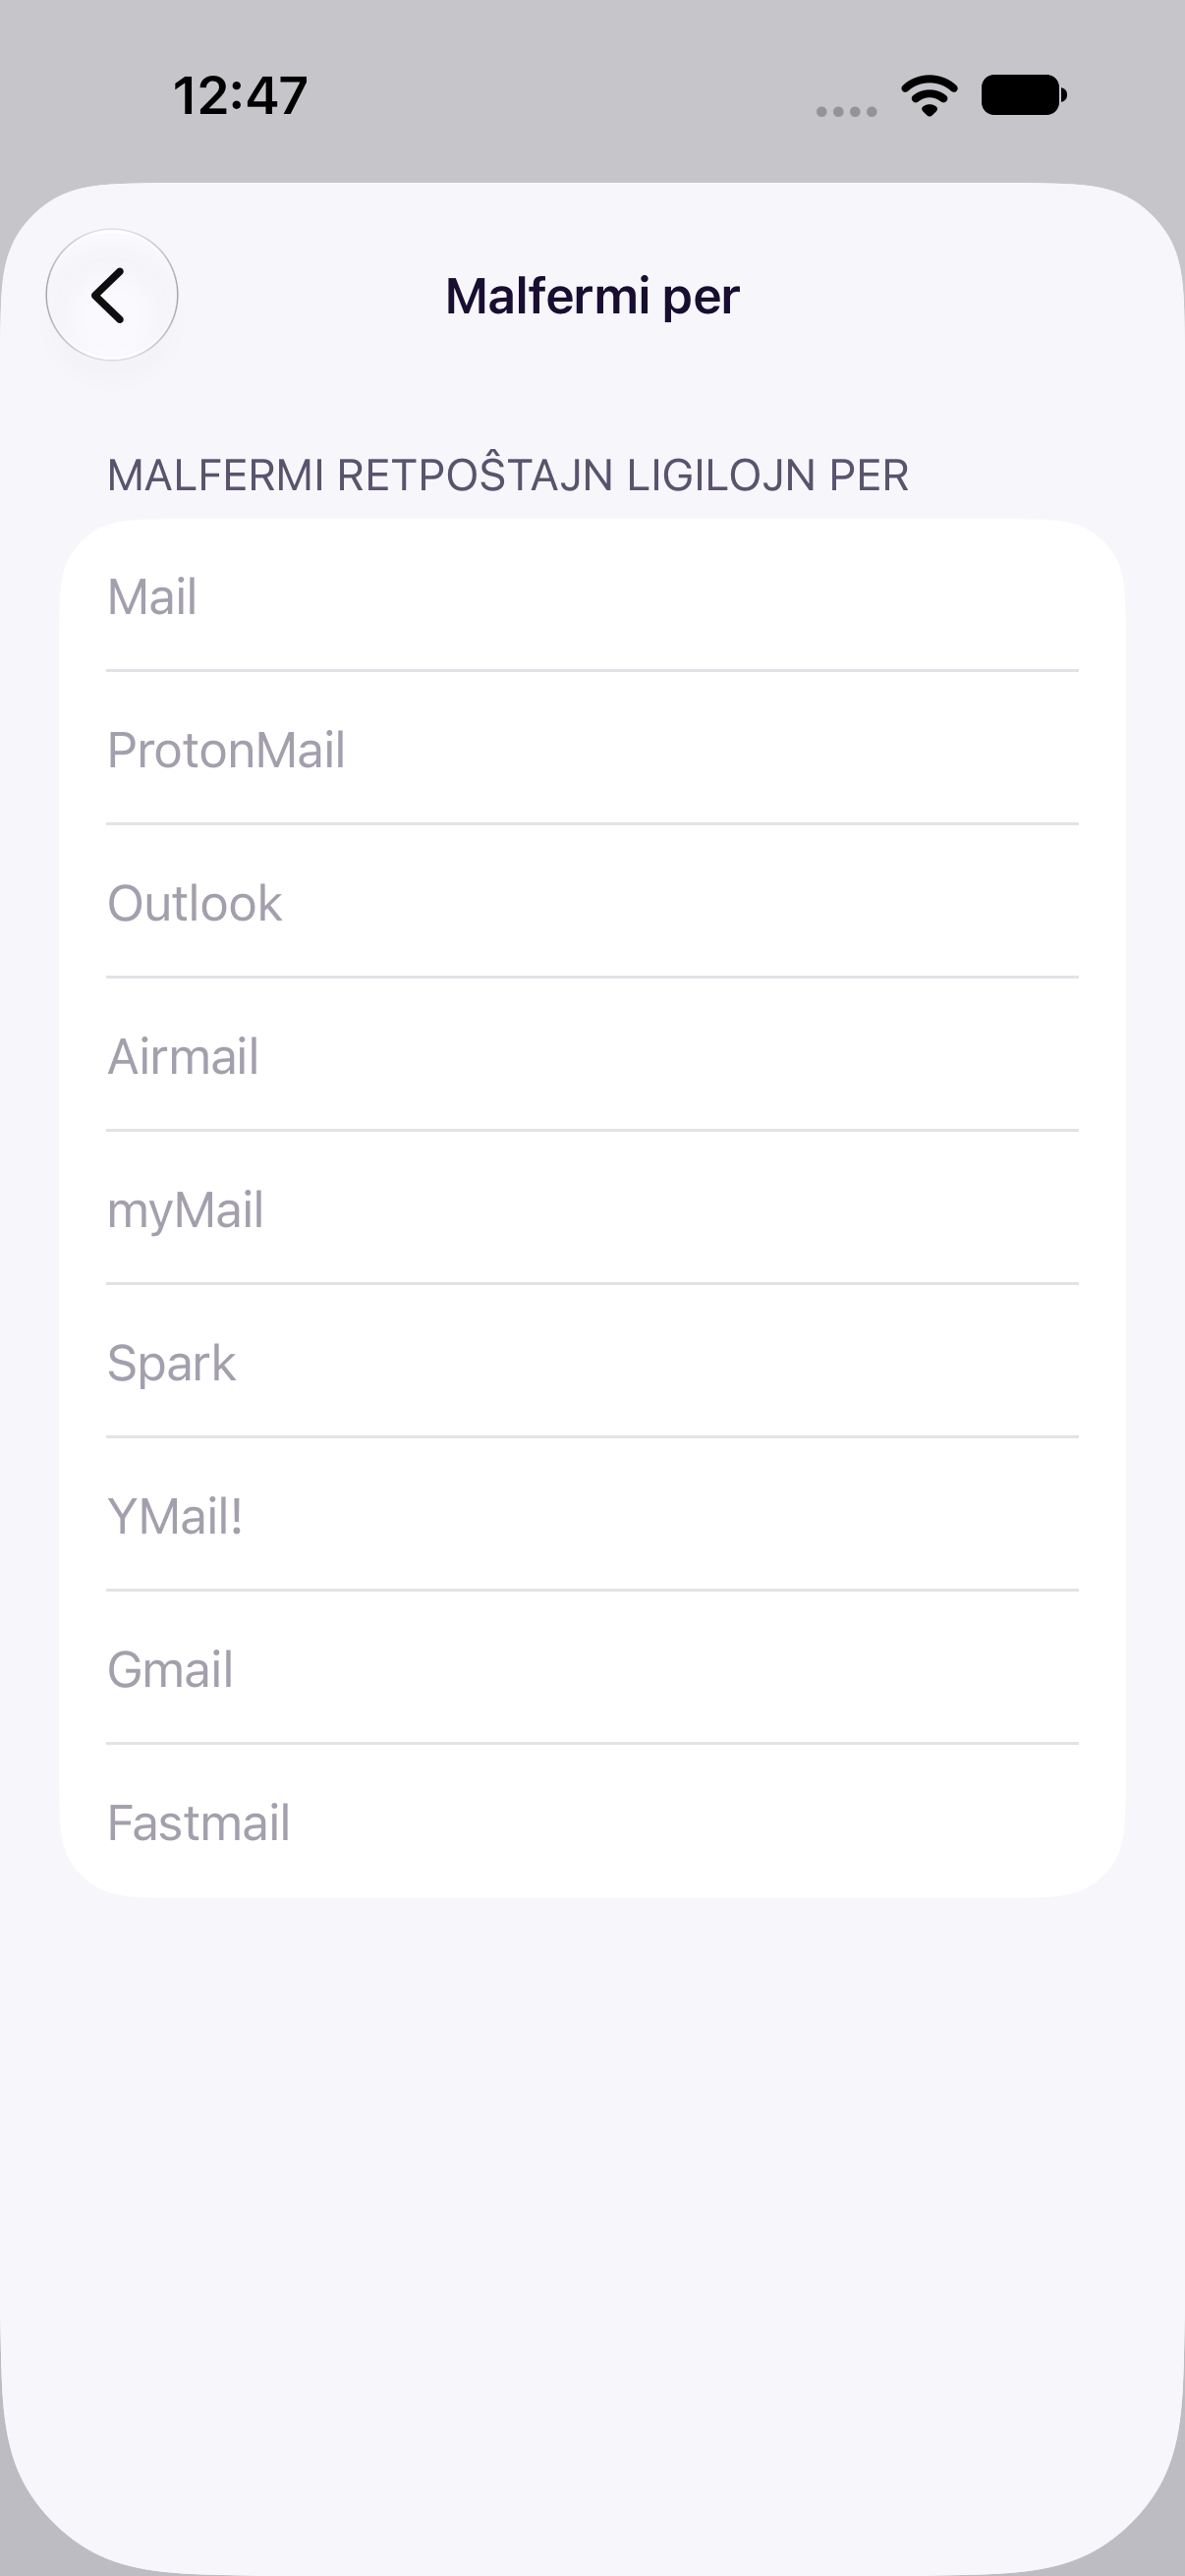 12:47
Malfermi per
MALFERMI RETPOŜTAJN LIGILOJN PER
Mail
ProtonMail
Outlook
Airmail
myMail
Spark
YMail!
Gmail
Fastmail